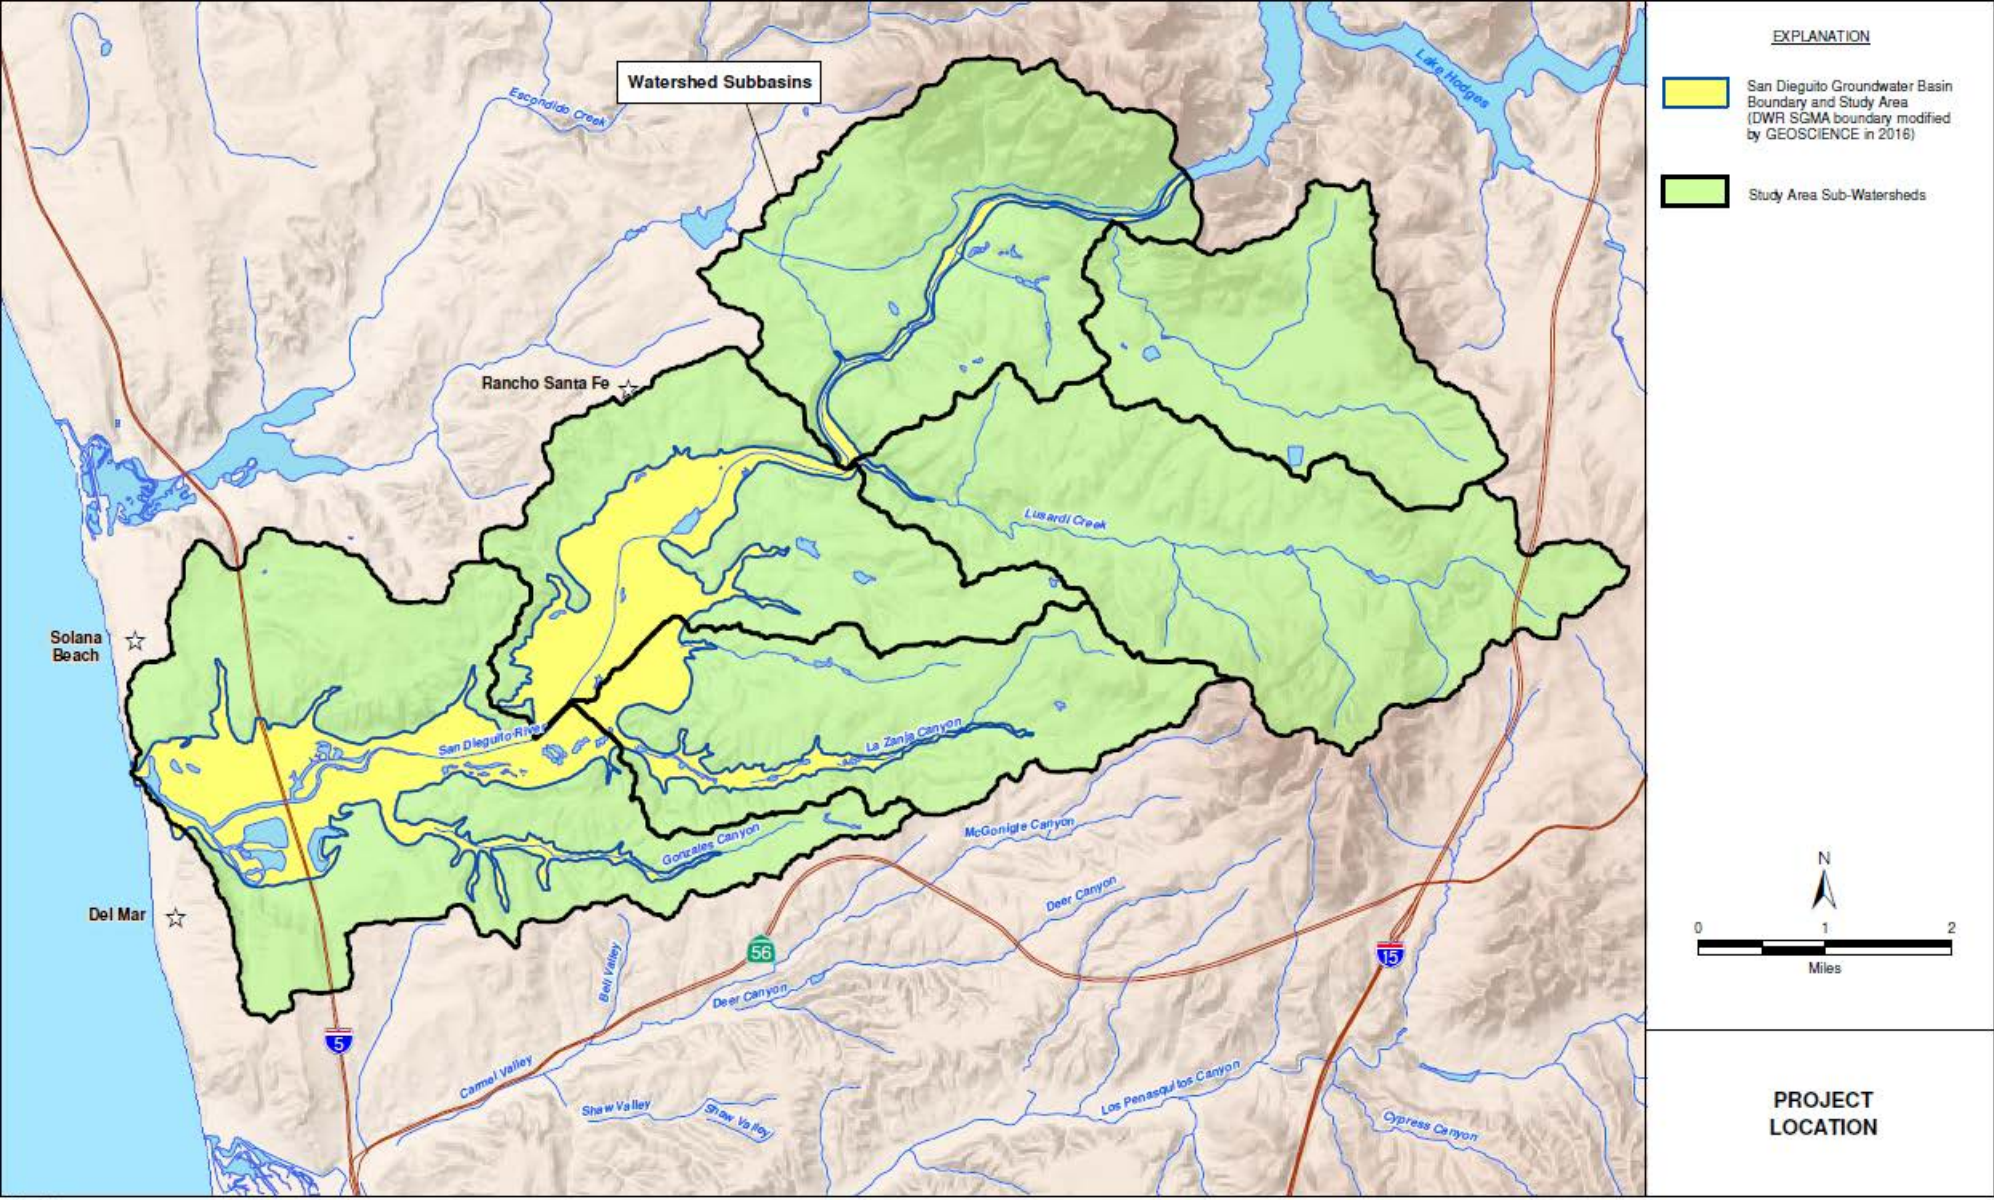 EXPLANATION
San Dieguito Groundwater Basin
Boundary and Study Area
(DWR SGMA boundary modified
by GEOSCIENCE in 2016)
Study Area Sub-Watersheds
Watershed Subbasins
Escondido Creek
Lake Hodges
Rancho Santa Fe
Lusardi Creek
Solana
Beach
San Dieguito River
La Zanja Canyon
Gonzales Canyon
McGonigle Canyon
Del Mar
Deer Canyon
56
15
Bell Valley
Deer Canyon
5
Carmel Valley
Shaw Valley
Shaw Valley
Los Penasquitos Canyon
Cypress Canyon
N
0 1 2
Miles
PROJECT
LOCATION